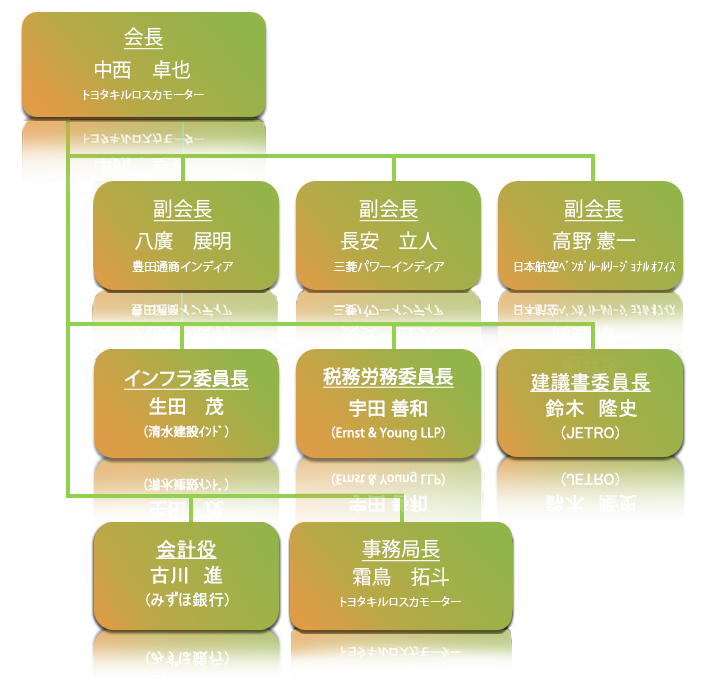 会長
中西　卓也
トヨタキルロスカモーター
副会長
八廣　展明
豊田通商インディア
副会長
長安　立人
三菱パワーインディア
副会長
高野 憲一
日本航空ﾍﾞﾝｶﾞﾙｰﾙﾘｰｼﾞｮﾅﾙオフィス
インフラ委員長
生田　茂
（清水建設ｲﾝﾄﾞ）
税務労務委員長
宇田 善和
（Ernst & Young LLP）
建議書委員長
鈴木　隆史
（JETRO）
会計役
古川　進
（みずほ銀行）
事務局長
霜鳥　拓斗
トヨタキルロスカモーター